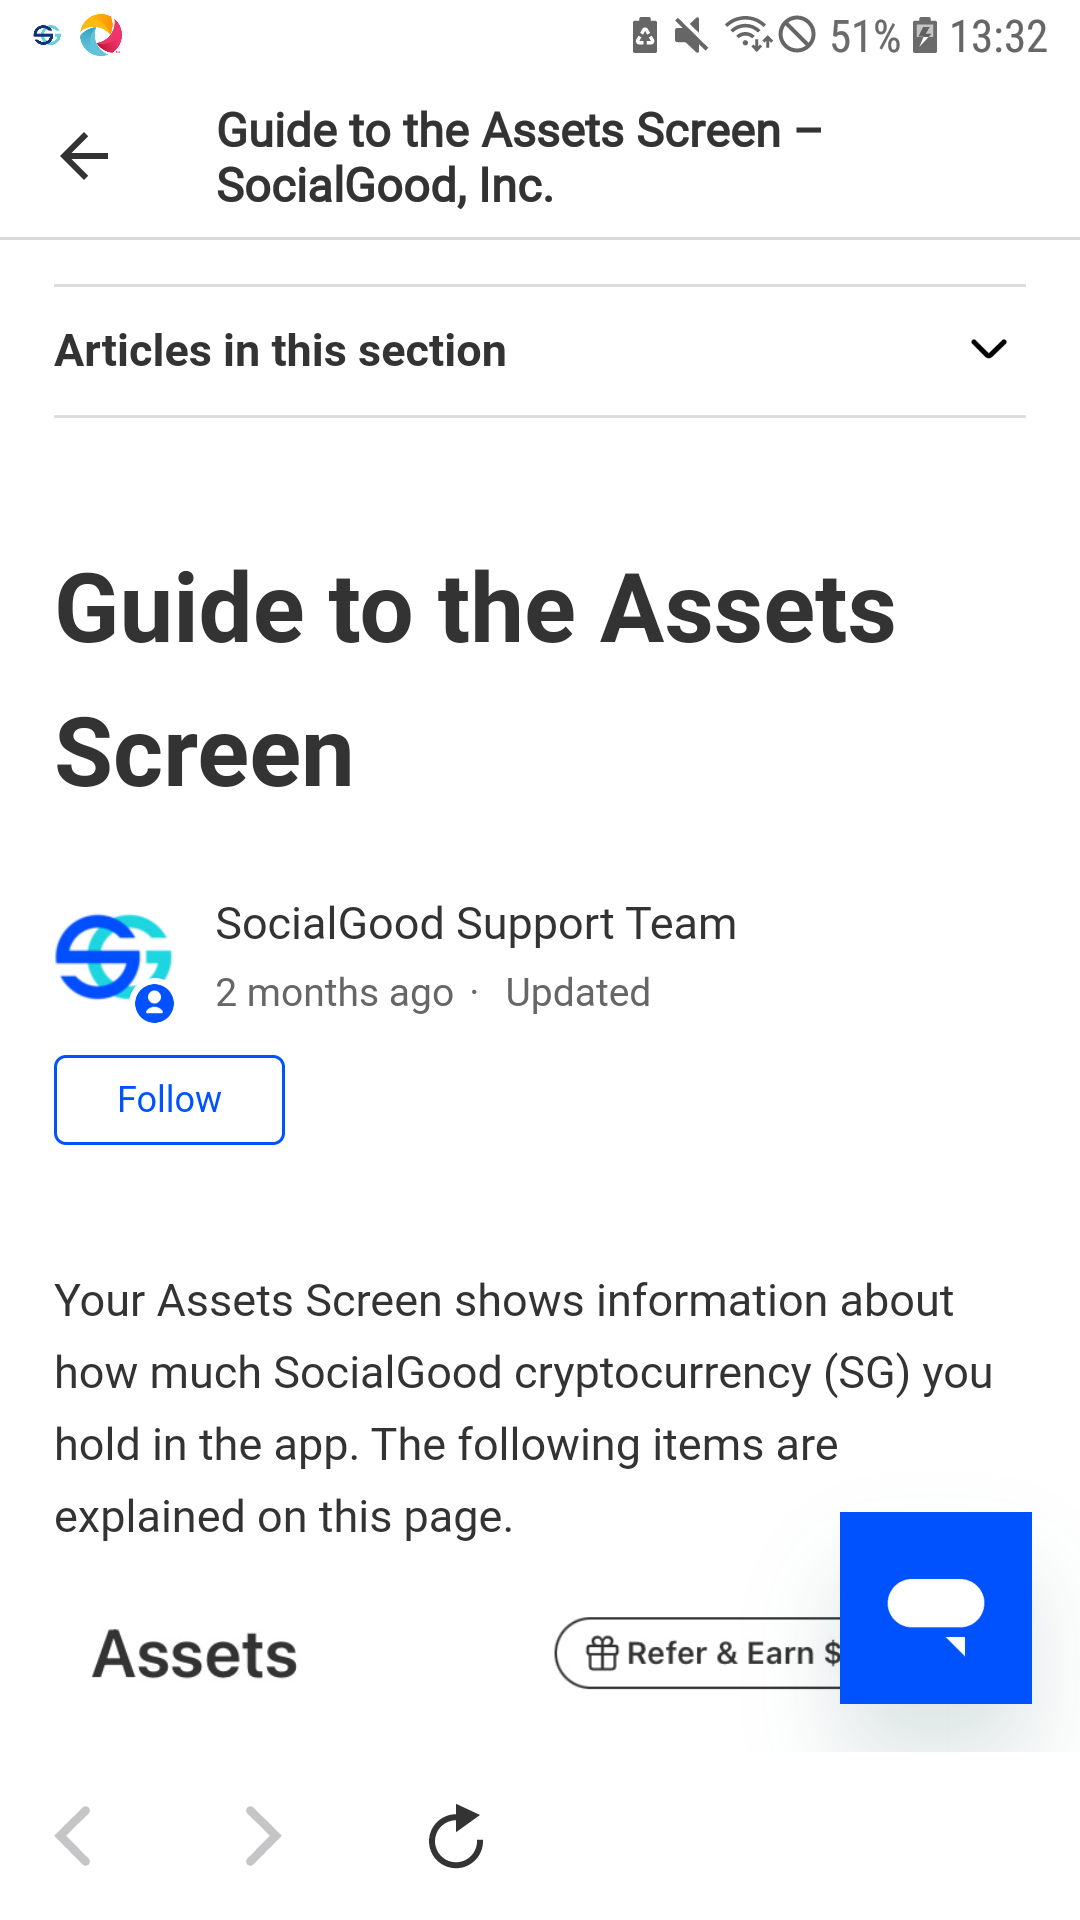 51% 13:32
Guide to the Assets Screen –
SocialGood, Inc.
Articles in this section
Guide to the Assets
Screen
SocialGood Support Team
2 months ago · Updated
Follow
Your Assets Screen shows information about
how much SocialGood cryptocurrency (SG) you
hold in the app. The following items are
explained on this page.
Assets
Refer & Earn $